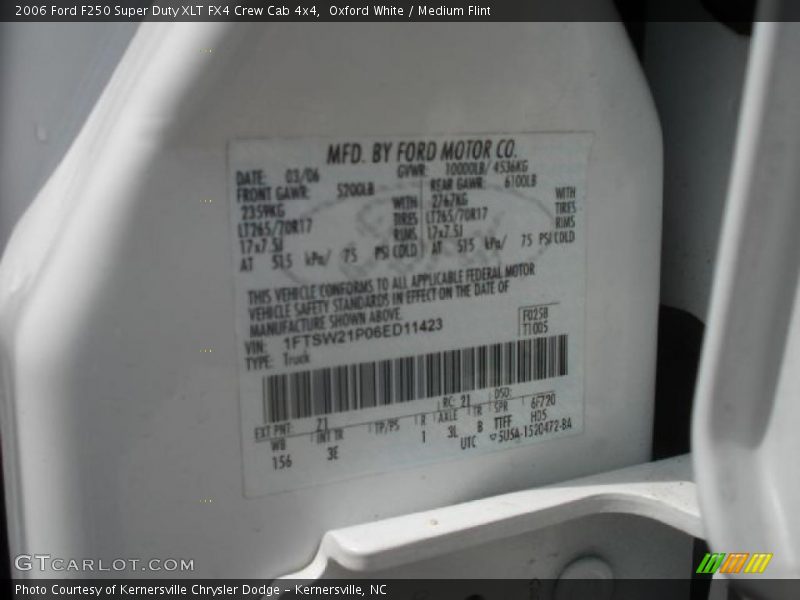 2006 Ford F250 Super Duty XLT FX4 Crew Cab 4x4, Oxford White / Medium Flint
MFD. BY FORD MOTOR CO.
DATE: 03/06 GVWR: 10000LB/ 4536KG
FRONT GAWR: 5200LB REAR GAWR: 6100LB
2359KG WITH 2767KG WITH
LT265/70R17 TIRES LT265/70R17 TIRES
17x7.5J RIMS 17x7.5J RIMS
AT 515 kPa/ 75 PSI COLD AT 515 kPa/ 75 PSI COLD
THIS VEHICLE CONFORMS TO ALL APPLICABLE FEDERAL MOTOR
VEHICLE SAFETY STANDARDS IN EFFECT ON THE DATE OF
MANUFACTURE SHOWN ABOVE.
VIN: 1FTSW21P06ED11423 F0258
TYPE: Truck T1005
EXT PNT: Z1 RC: 21 DSO:
WB INT TR TP/PS R AXLE TR SPR 6F720
156 3E 1 3L B TTFF HD5
UTC 5USA-1520472-BA
GTCARLOT.COM
Photo Courtesy of Kernersville Chrysler Dodge – Kernersville, NC